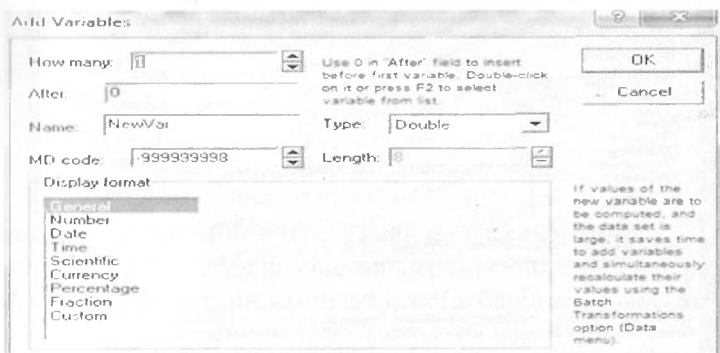 Add Variables
How many: 1
Use 0 in "After" field to insert
before first variable. Double-click
on it or press F2 to select
variable from list.
OK
After: 0
Cancel
Name: NewVar
Type: Double
MD code: -999999998
Length: 8
Display format
General
Number
Date
Time
Scientific
Currency
Percentage
Fraction
Custom
If values of the
new variable are to
be computed, and
the data set is
large, it saves time
to add variables
and simultaneously
recalculate their
values using the
Batch
Transformations
option (Data
menu).